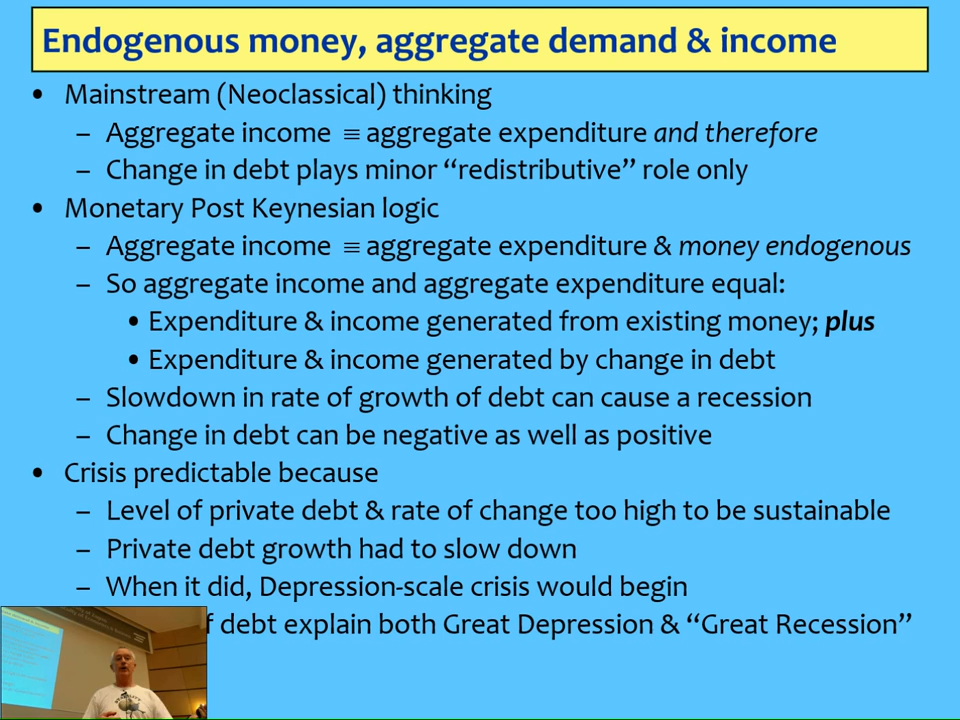 Endogenous money, aggregate demand & income
• Mainstream (Neoclassical) thinking
– Aggregate income ≡ aggregate expenditure and therefore
– Change in debt plays minor “redistributive” role only
• Monetary Post Keynesian logic
– Aggregate income ≡ aggregate expenditure & money endogenous
– So aggregate income and aggregate expenditure equal:
• Expenditure & income generated from existing money; plus
• Expenditure & income generated by change in debt
– Slowdown in rate of growth of debt can cause a recession
– Change in debt can be negative as well as positive
• Crisis predictable because
– Level of private debt & rate of change too high to be sustainable
– Private debt growth had to slow down
– When it did, Depression-scale crisis would begin
debt explain both Great Depression & “Great Recession”